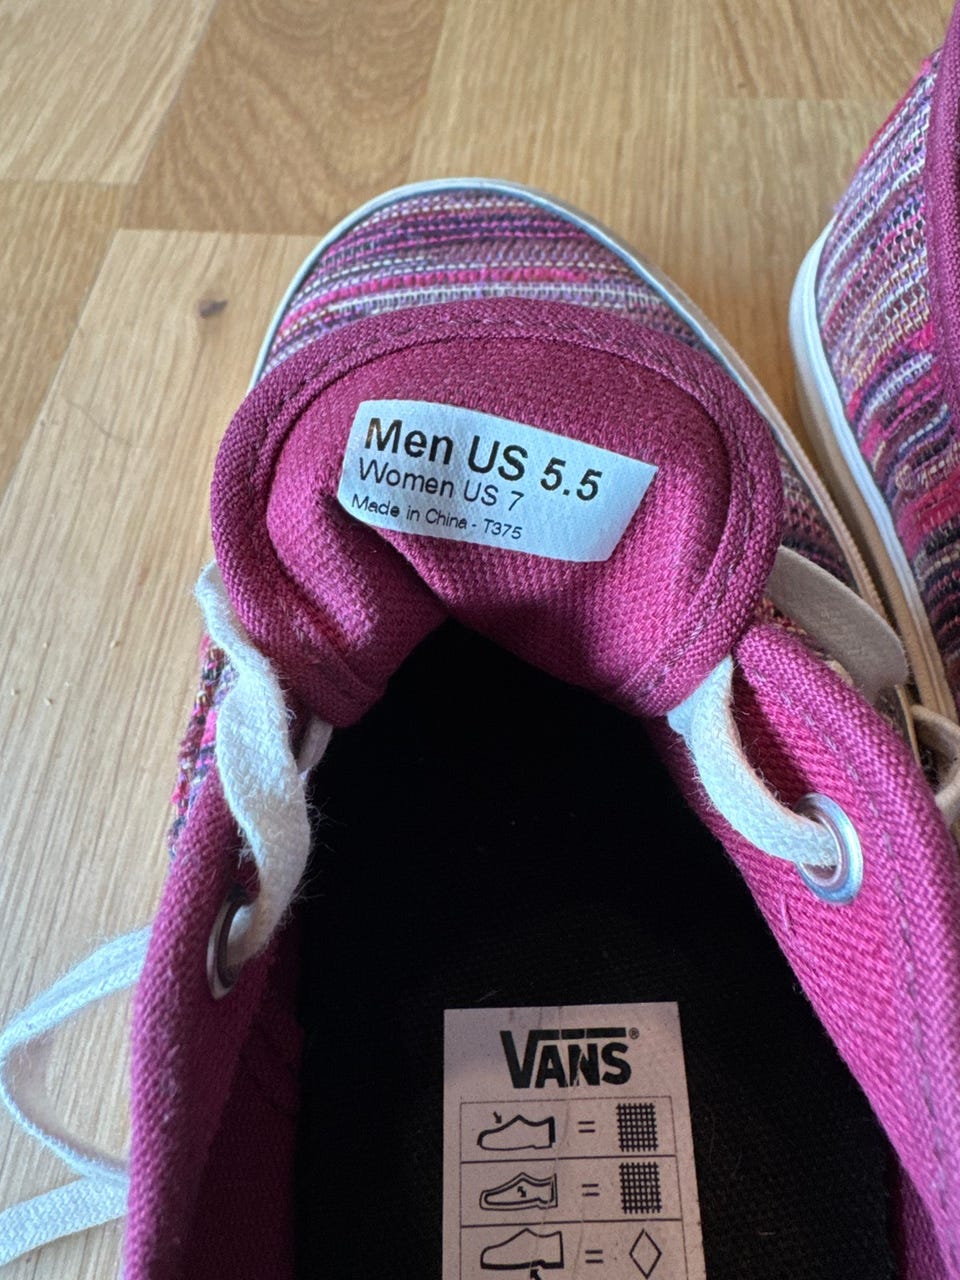 Men US 5.5
Women US 7
Made in China - T375
VANS®
=
=
=